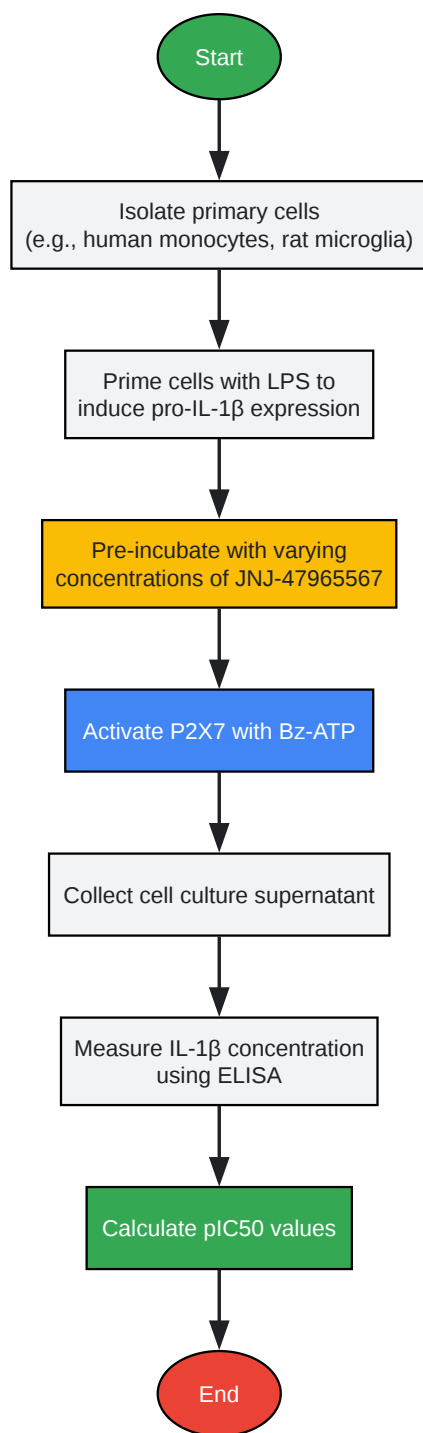 Start
Isolate primary cells
(e.g., human monocytes, rat microglia)
Prime cells with LPS to
induce pro-IL-1β expression
Pre-incubate with varying
concentrations of JNJ-47965567
Activate P2X7 with Bz-ATP
Collect cell culture supernatant
Measure IL-1β concentration
using ELISA
Calculate pIC50 values
End